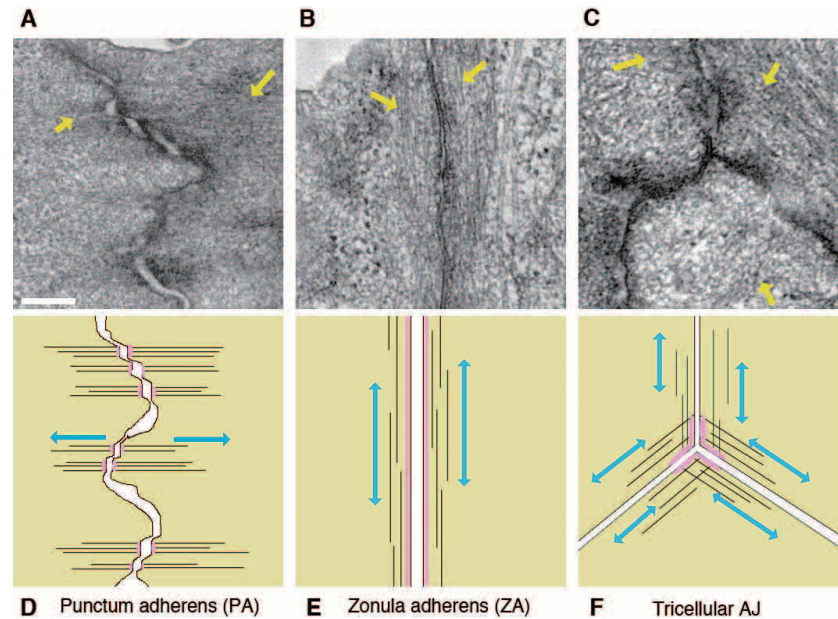 A
B
C
D Punctum adherens (PA)
E Zonula adherens (ZA)
F Tricellular AJ